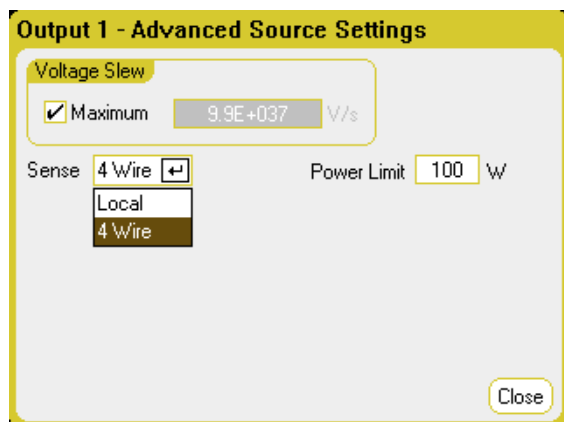 Output 1 - Advanced Source Settings
Voltage Slew
Maximum 9.9E+037 V/s
Sense 4 Wire Power Limit 100 W
Local
4 Wire
Close